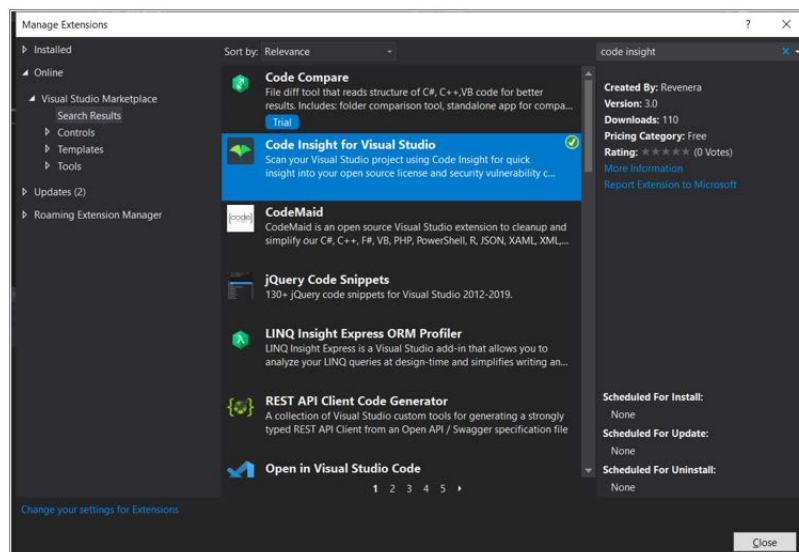 Manage Extensions
?
Installed
Online
Visual Studio Marketplace
Search Results
Controls
Templates
Tools
Updates (2)
Roaming Extension Manager
Change your settings for Extensions
Sort by: Relevance
Code Compare
File diff tool that reads structure of C#, C++,VB code for better
results. Includes: folder comparison tool, standalone app for compa...
Trial
Code Insight for Visual Studio
Scan your Visual Studio project using Code Insight for quick
insight into your open source license and security vulnerability c...
[code]
CodeMaid
CodeMaid is an open source Visual Studio extension to cleanup and
simplify our C#, C++, F#, VB, PHP, PowerShell, R, JSON, XAML, XML,...
jQuery Code Snippets
130+ jQuery code snippets for Visual Studio 2012-2019.
LINQ Insight Express ORM Profiler
LINQ Insight Express is a Visual Studio add-in that allows you to
analyze your LINQ queries at design-time and simplifies writing an...
REST API Client Code Generator
A collection of Visual Studio custom tools for generating a strongly
typed REST API Client from an Open API / Swagger specification file
Open in Visual Studio Code
1 2 3 4 5
code insight
Created By: Revenera
Version: 3.0
Downloads: 110
Pricing Category: Free
Rating: (0 Votes)
More Information
Report Extension to Microsoft
Scheduled For Install:
None
Scheduled For Update:
None
Scheduled For Uninstall:
None
Close